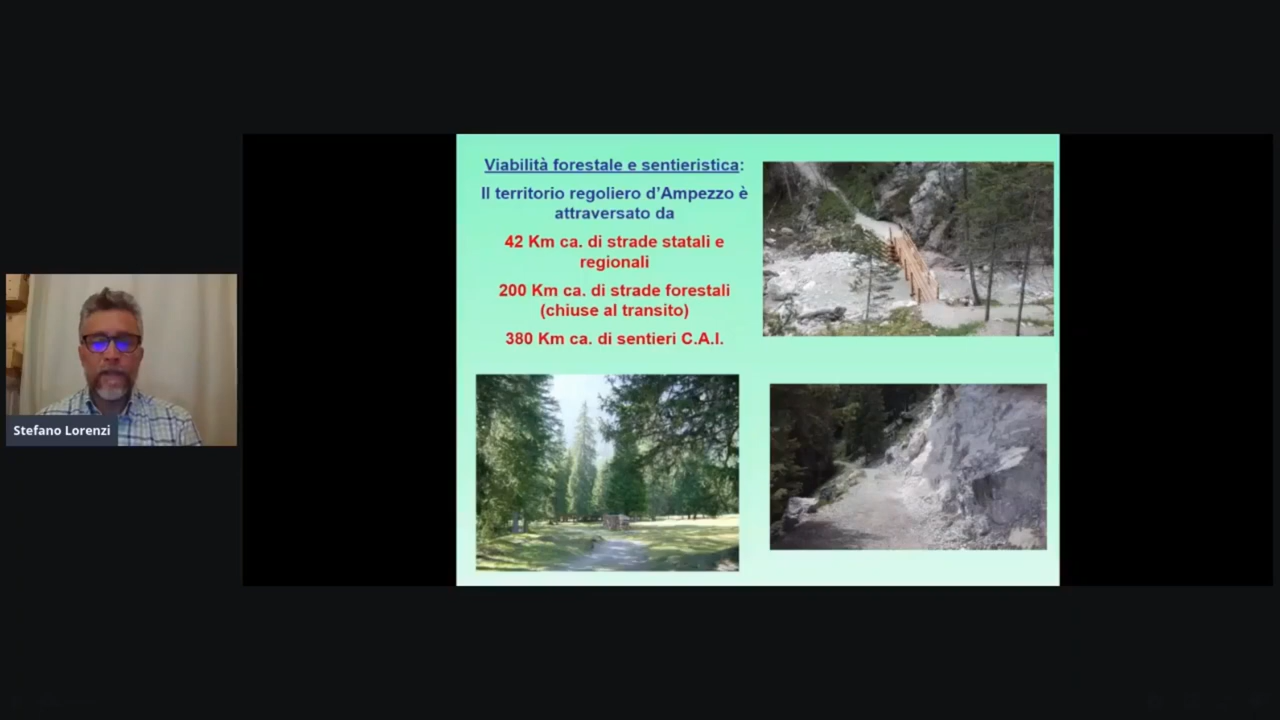 Viabilità forestale e sentieristica:
Il territorio regoliero d'Ampezzo è
attraversato da
42 Km ca. di strade statali e
regionali
200 Km ca. di strade forestali
(chiuse al transito)
380 Km ca. di sentieri C.A.I.
Stefano Lorenzi